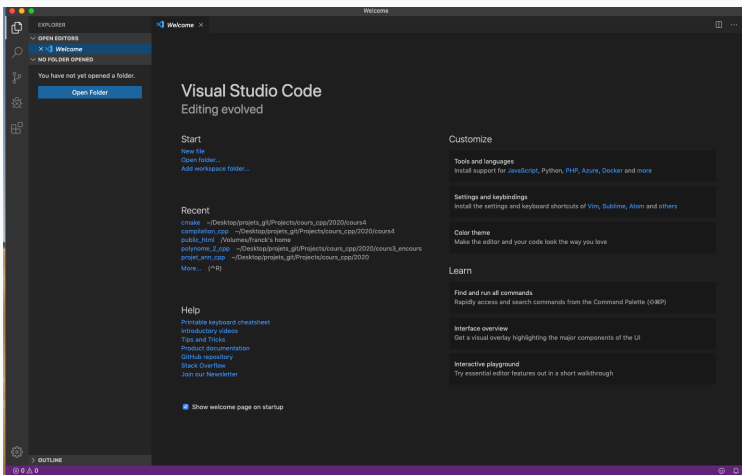 Welcome
EXPLORER
OPEN EDITORS
Welcome
NO FOLDER OPENED
You have not yet opened a folder.
Open Folder
Welcome
Visual Studio Code
Editing evolved
Start
New file
Open folder...
Add workspace folder...
Recent
cmake ~/Desktop/projets_git/Projects/cours_cpp/2020/cours4
compilation_cpp ~/Desktop/projets_git/Projects/cours_cpp/2020/cours4
public_html /Volumes/franck's home
polynome_2_cpp ~/Desktop/projets_git/Projects/cours_cpp/2020/cours3_encours
projet_ann_cpp ~/Desktop/projets_git/Projects/cours_cpp/2020
More... (^R)
Help
Printable keyboard cheatsheet
Introductory videos
Tips and Tricks
Product documentation
GitHub repository
Stack Overflow
Join our Newsletter
Show welcome page on startup
Customize
Tools and languages
Install support for JavaScript, Python, PHP, Azure, Docker and more
Settings and keybindings
Install the settings and keyboard shortcuts of Vim, Sublime, Atom and others
Color theme
Make the editor and your code look the way you love
Learn
Find and run all commands
Rapidly access and search commands from the Command Palette (⇧⌘P)
Interface overview
Get a visual overlay highlighting the major components of the UI
Interactive playground
Try essential editor features out in a short walkthrough
OUTLINE
0 0